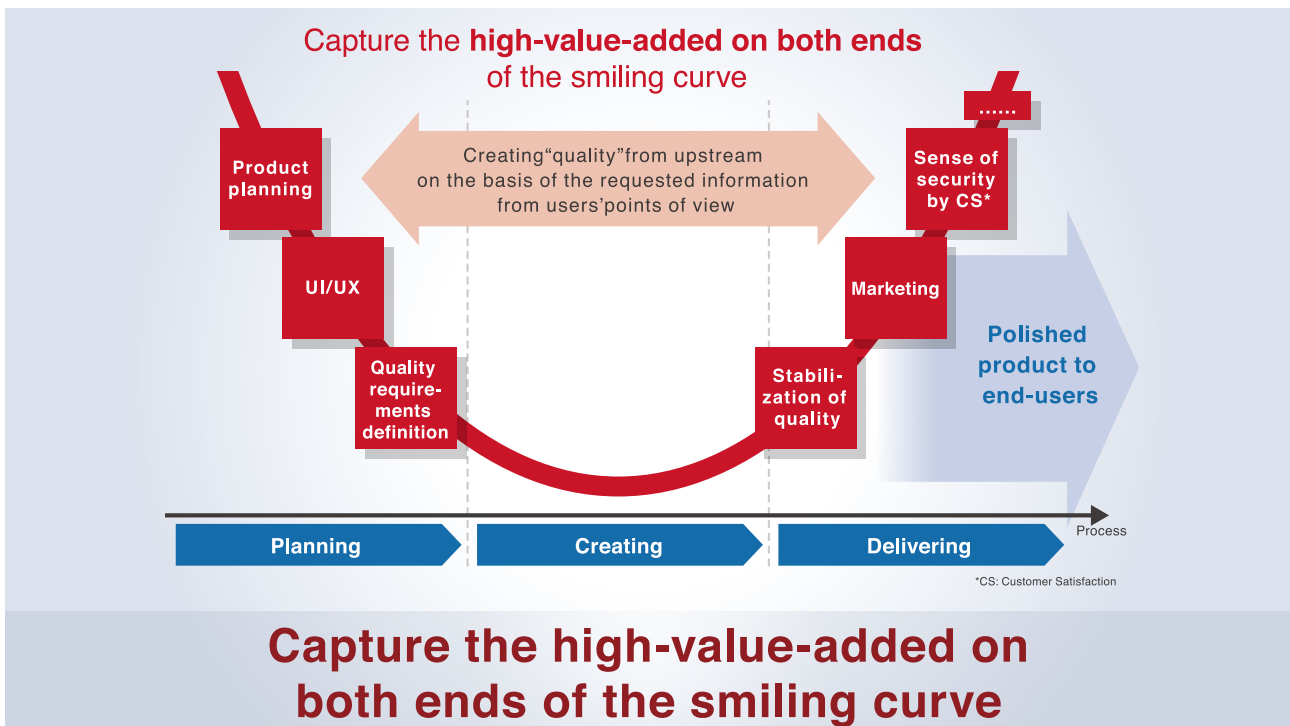 Capture the high-value-added on both ends
of the smiling curve
......
Product
planning
Creating“quality”from upstream
on the basis of the requested information
from users’points of view
Sense of
security
by CS*
UI/UX
Marketing
Quality
require-
ments
definition
Stabili-
zation of
quality
Polished
product to
end-users
Process
Planning
Creating
Delivering
*CS: Customer Satisfaction
Capture the high-value-added on
both ends of the smiling curve